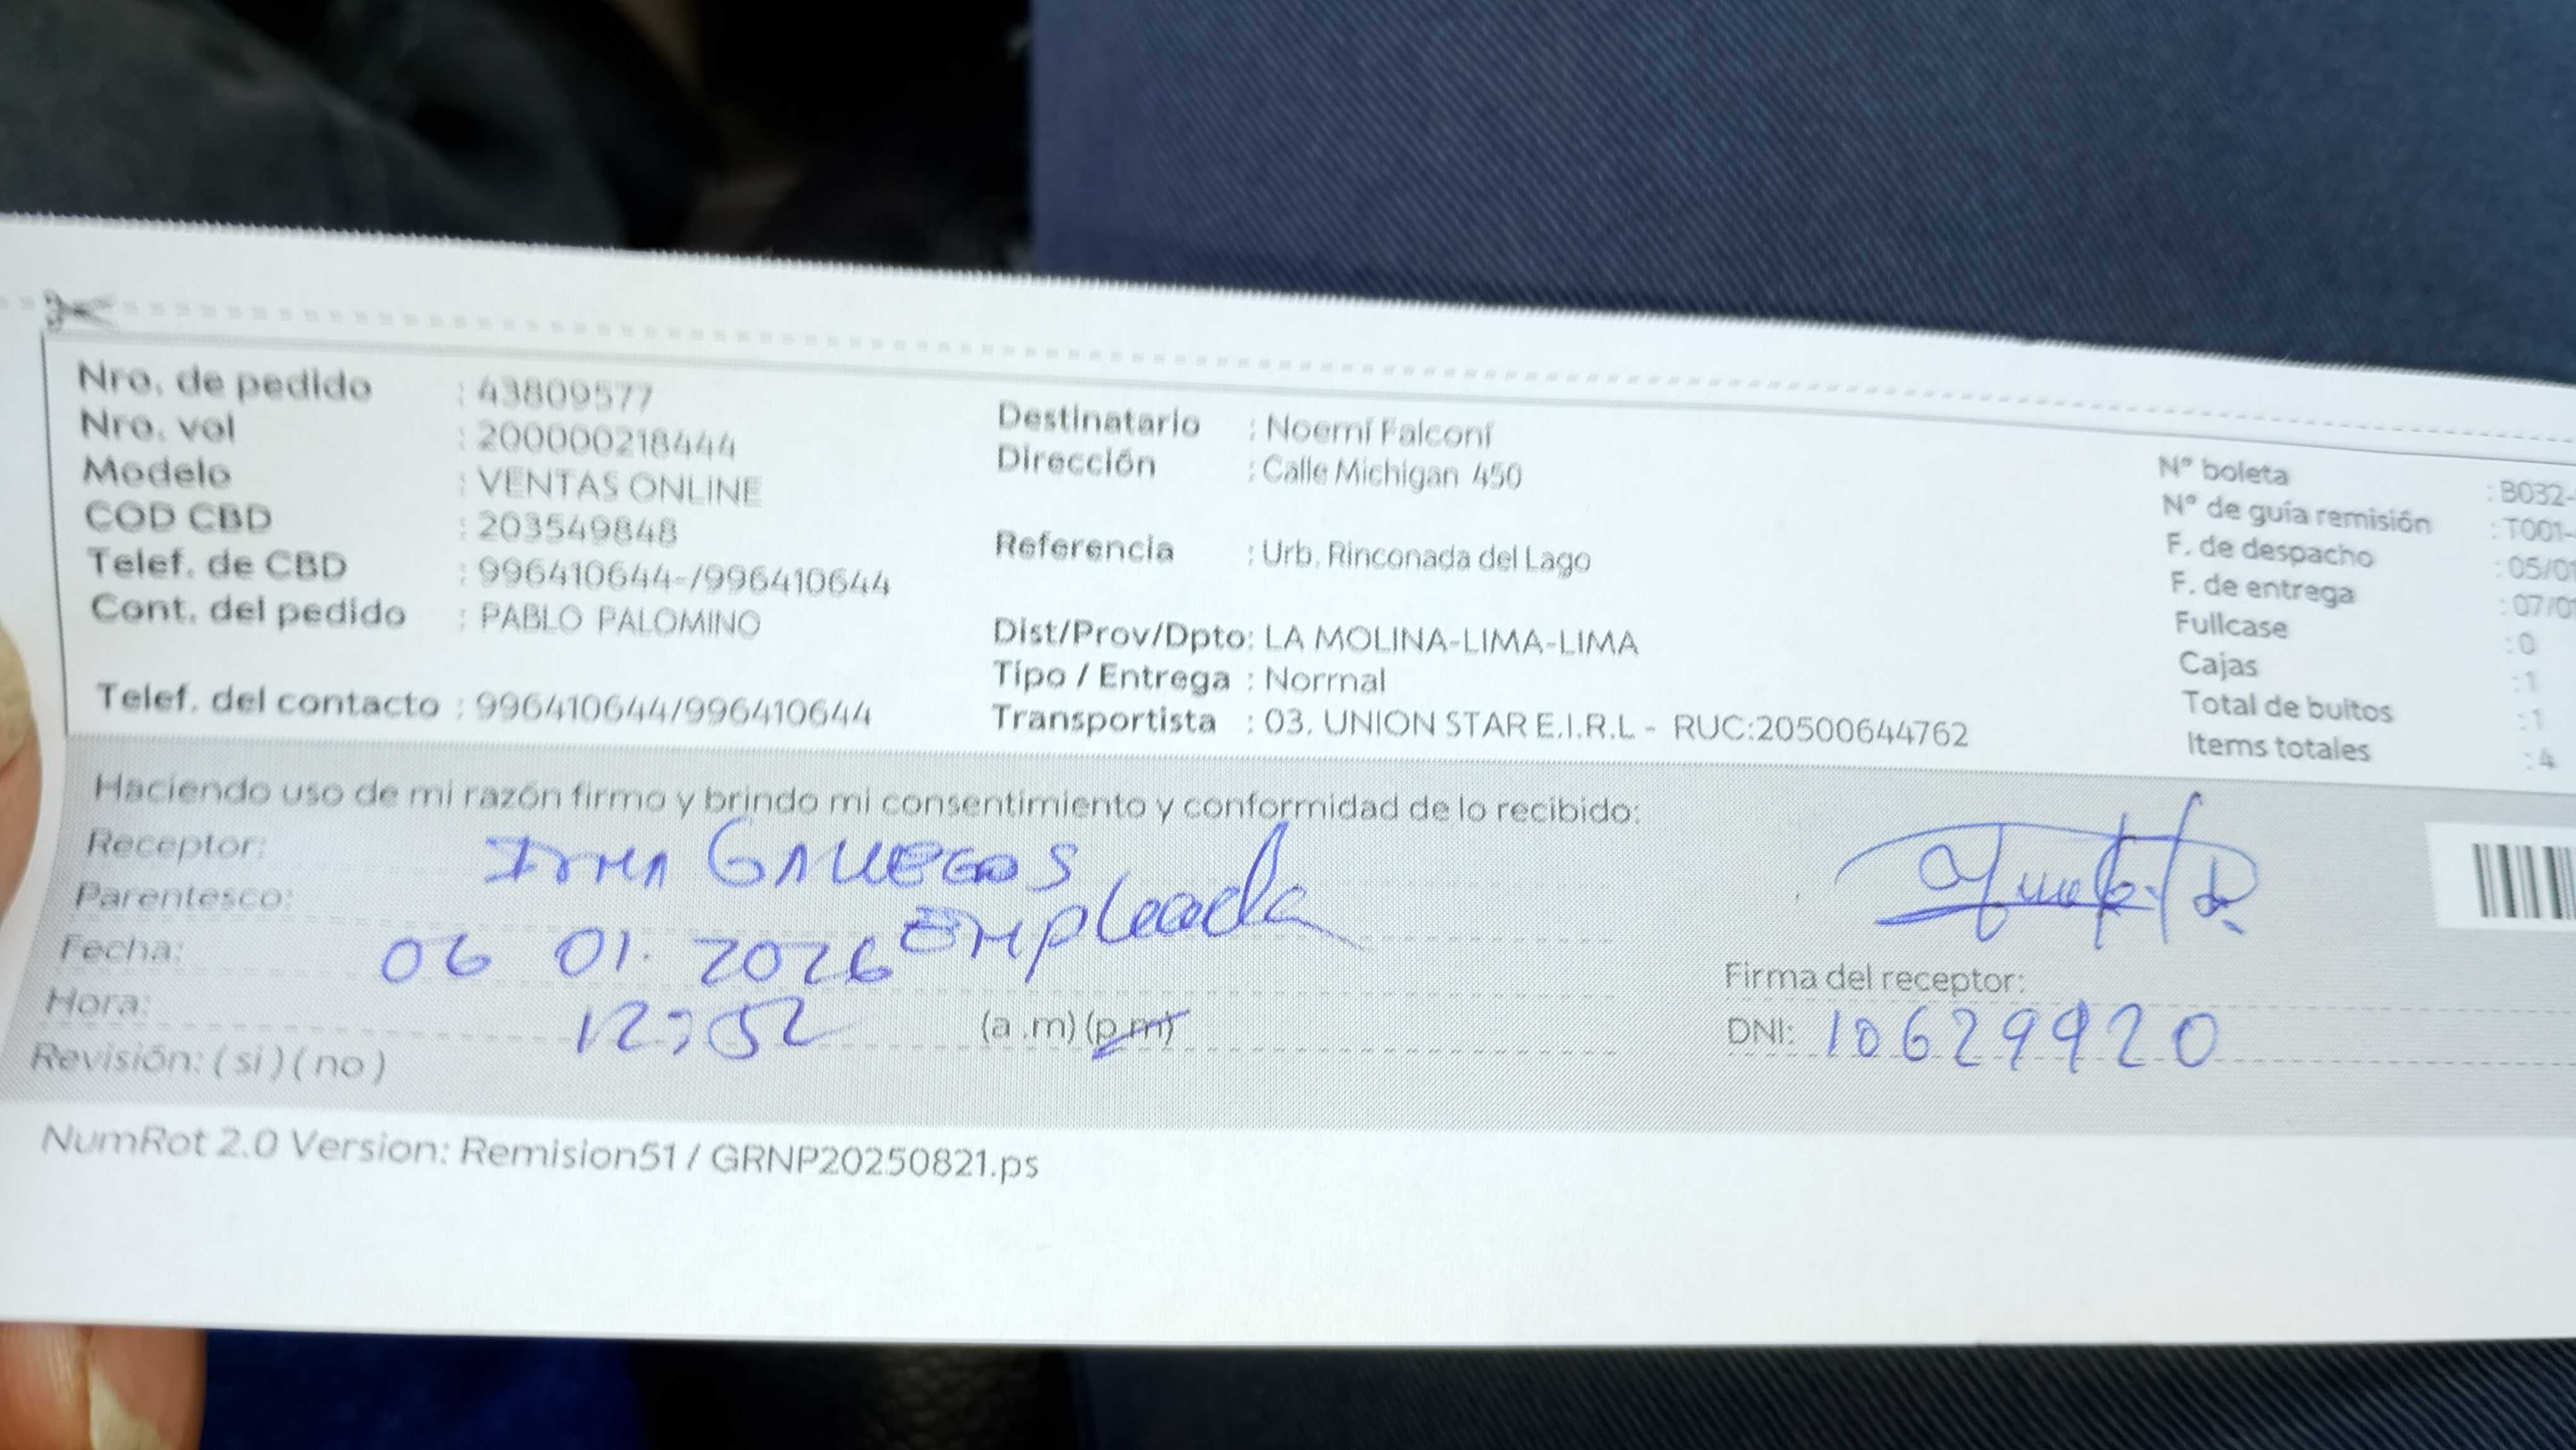 Nro. de pedido : 43809577
Nro. vol : 200000218444
Modelo : VENTAS ONLINE
COD CBD : 203549848
Telef. de CBD : 996410644-/996410644
Cont. del pedido : PABLO PALOMINO
Telef. del contacto : 996410644/996410644
Destinatario : Noemí Falconí
Dirección : Calle Michigan 450
Referencia : Urb. Rinconada del Lago
Dist/Prov/Dpto: LA MOLINA-LIMA-LIMA
Tipo / Entrega : Normal
Transportista : 03. UNION STAR E.I.R.L - RUC:20500644762
N° boleta : B032-
N° de guía remisión : T001-
F. de despacho : 05/01
F. de entrega : 07/0
Fullcase : 0
Cajas : 1
Total de bultos : 1
Items totales : 4
Haciendo uso de mi razón firmo y brindo mi consentimiento y conformidad de lo recibido:
Receptor: Irma GALLEGOS
Parentesco: Empleada
Fecha: 06 01. 2026
Hora: 12:52 (a .m) (p.m)
Revisión: ( si ) ( no )
Firma del receptor:
DNI: 10629920
NumRot 2.0 Version: Remision51 / GRNP20250821.ps